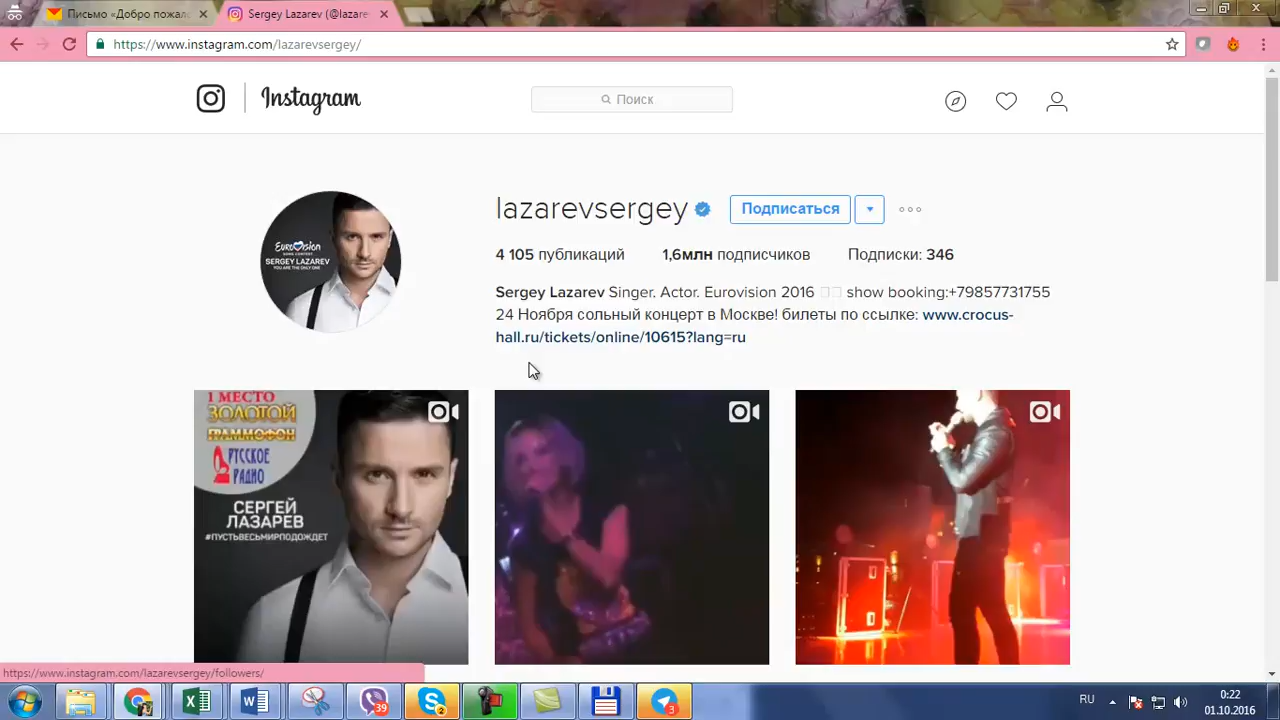 Письмо «Добро пожал
Sergey Lazarev (@lazare
https://www.instagram.com/lazarevsergey/
Instagram
Поиск
lazarevsergey
Подписаться
4 105 публикаций 1,6млн подписчиков Подписки: 346
Sergey Lazarev Singer. Actor. Eurovision 2016 show booking:+79857731755
24 Ноября сольный концерт в Москве! билеты по ссылке: www.crocus-
hall.ru/tickets/online/10615?lang=ru
EUROVISION
SONG CONTEST
SERGEY LAZAREV
YOU ARE THE ONLY ONE
1 МЕСТО
ЗОЛОТОЙ
ГРАММОФОН
РУССКОЕ
РАДИО
СЕРГЕЙ
ЛАЗАРЕВ
#ПУСТЬВЕСЬМИРПОДОЖДЕТ
https://www.instagram.com/lazarevsergey/followers/
39
2
3
RU
0:22
01.10.2016